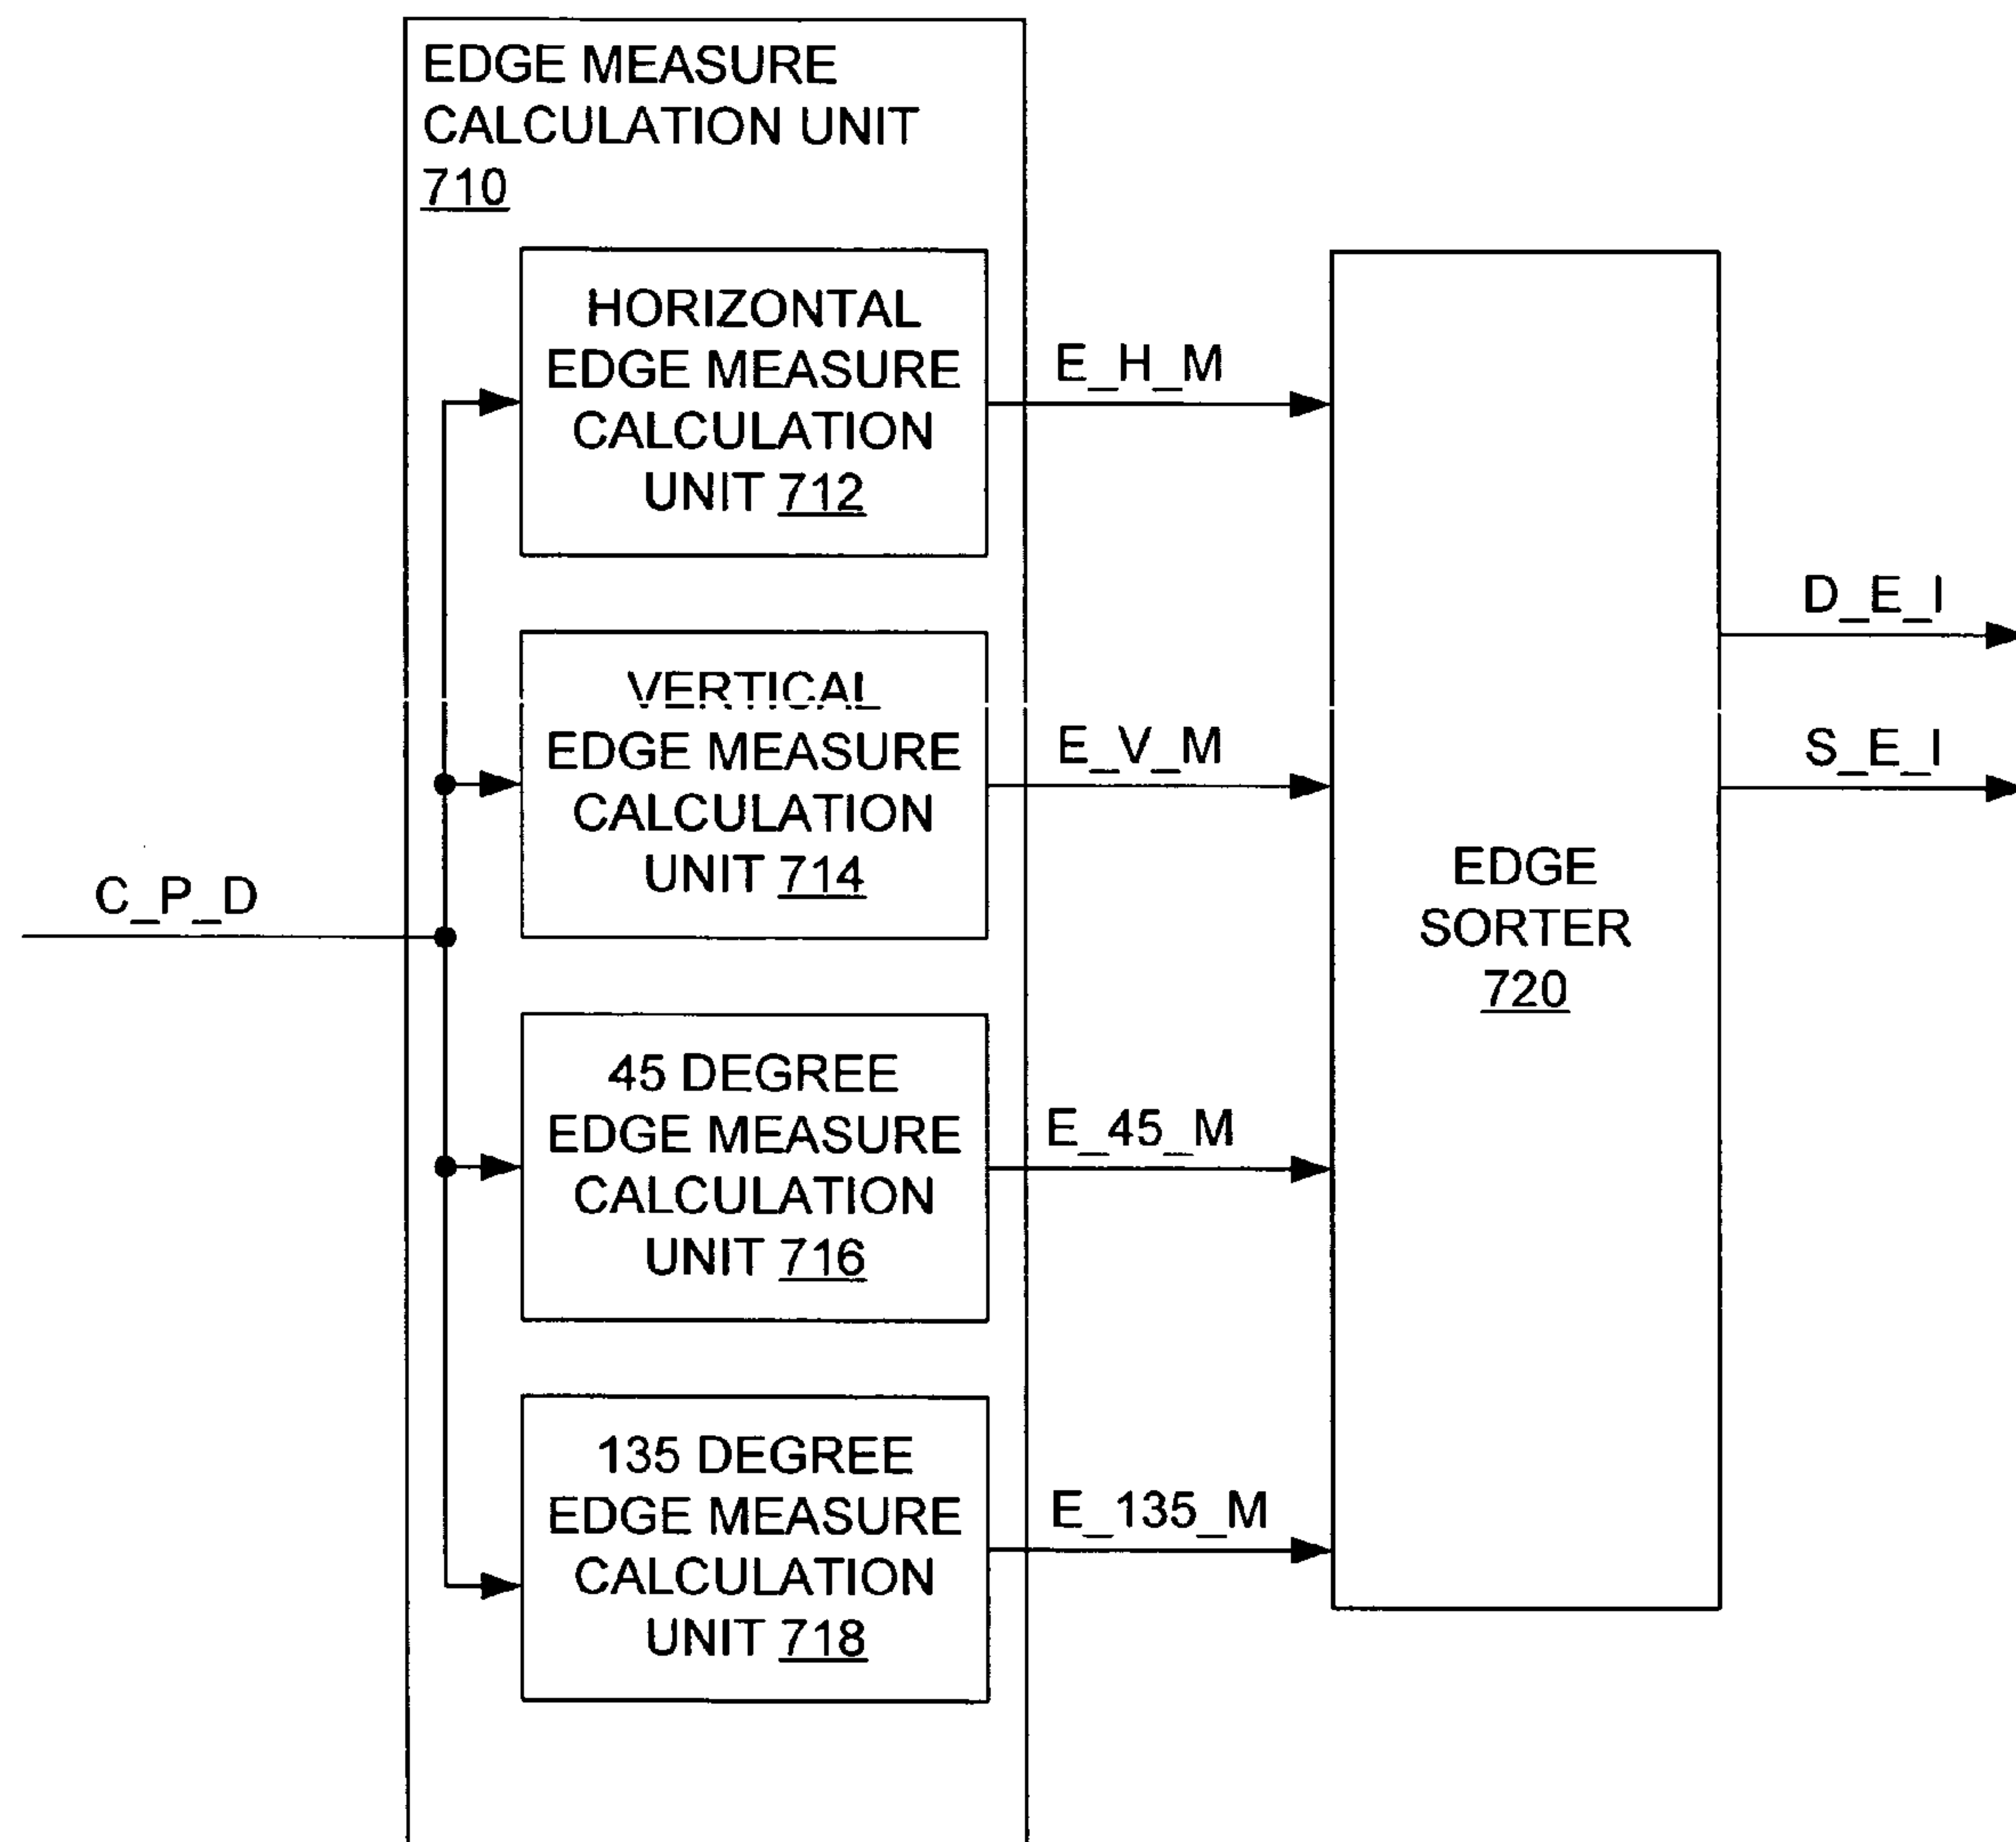 EDGE MEASURE
CALCULATION UNIT
710
HORIZONTAL
EDGE MEASURE
CALCULATION
UNIT 712
E_H_M
VERTICAL
EDGE MEASURE
CALCULATION
UNIT 714
E_V_M
C_P_D
45 DEGREE
EDGE MEASURE
CALCULATION
UNIT 716
E_45_M
135 DEGREE
EDGE MEASURE
CALCULATION
UNIT 718
E_135_M
EDGE
SORTER
720
D_E_I
S_E_I